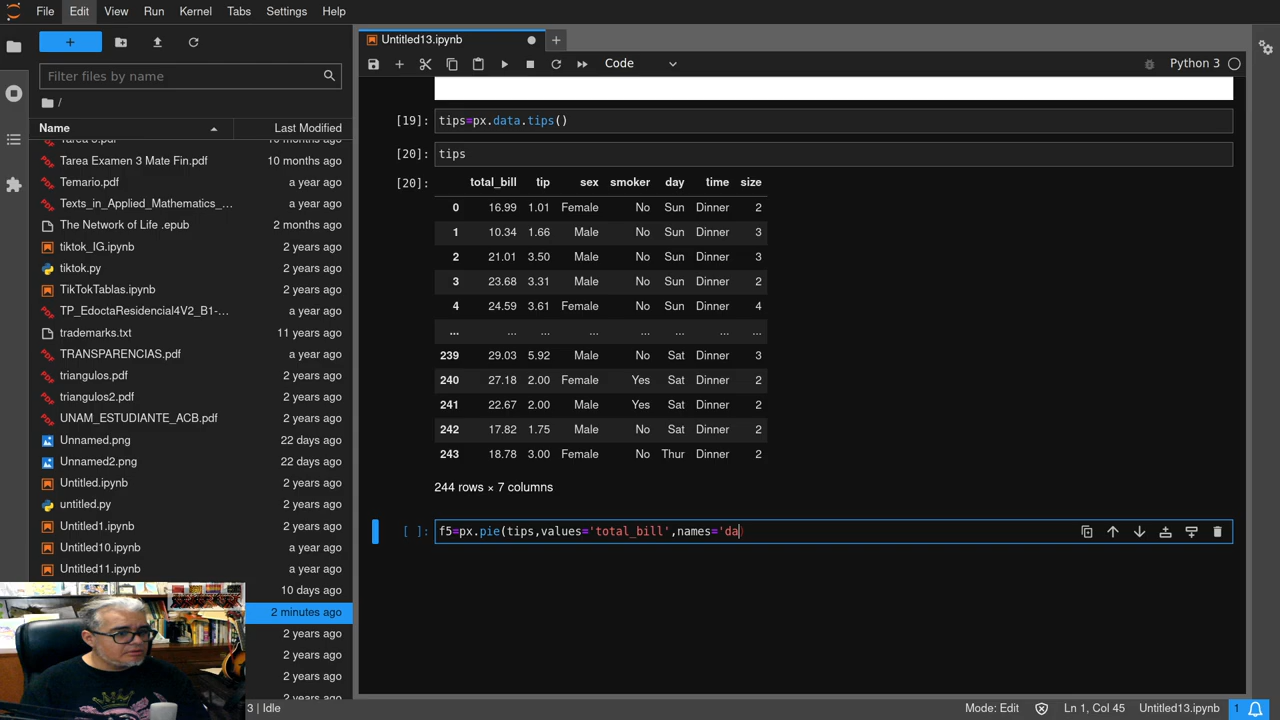 File Edit View Run Kernel Tabs Settings Help
Untitled13.ipynb
Filter files by name
Code
Python 3
/
Name Last Modified
10 months ago
Tarea Examen 3 Mate Fin.pdf 10 months ago
Temario.pdf a year ago
Texts_in_Applied_Mathematics_... a year ago
The Network of Life .epub 2 months ago
tiktok_IG.ipynb 2 years ago
tiktok.py 2 years ago
TikTokTablas.ipynb 2 years ago
TP_EdoctaResidencial4V2_B1-... a year ago
trademarks.txt 11 years ago
TRANSPARENCIAS.pdf a year ago
triangulos.pdf 2 years ago
triangulos2.pdf 2 years ago
UNAM_ESTUDIANTE_ACB.pdf 2 years ago
Unnamed.png 22 days ago
Unnamed2.png 22 days ago
Untitled.ipynb 2 years ago
untitled.py 2 years ago
Untitled1.ipynb 2 years ago
Untitled10.ipynb 2 years ago
Untitled11.ipynb 2 years ago
10 days ago
2 minutes ago
2 years ago
2 years ago
2 years ago
2 years ago
[19]: tips=px.data.tips()
[20]: tips
[20]: total_bill tip sex smoker day time size
0 16.99 1.01 Female No Sun Dinner 2
1 10.34 1.66 Male No Sun Dinner 3
2 21.01 3.50 Male No Sun Dinner 3
3 23.68 3.31 Male No Sun Dinner 2
4 24.59 3.61 Female No Sun Dinner 4
... ... ... ... ... ... ... ...
239 29.03 5.92 Male No Sat Dinner 3
240 27.18 2.00 Female Yes Sat Dinner 2
241 22.67 2.00 Male Yes Sat Dinner 2
242 17.82 1.75 Male No Sat Dinner 2
243 18.78 3.00 Female No Thur Dinner 2
244 rows × 7 columns
[ ]: f5=px.pie(tips,values='total_bill',names='da)
3 | Idle
Mode: Edit Ln 1, Col 45 Untitled13.ipynb 1